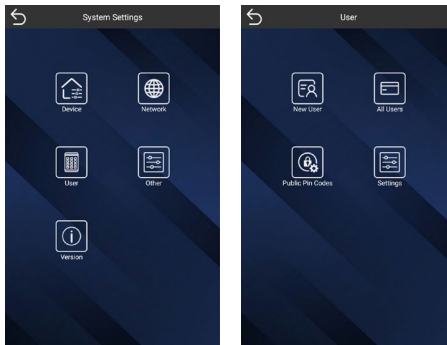 System Settings
Device
Network
User
Other
Version
User
New User
All Users
Public Pin Codes
Settings